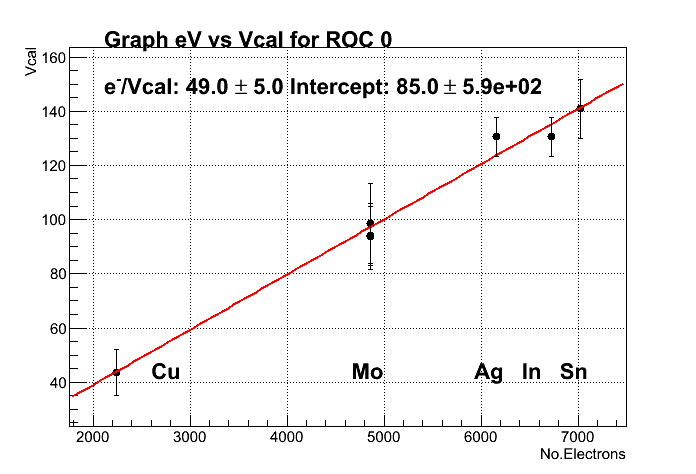 Graph eV vs Vcal for ROC 0
Vcal
e-/Vcal: 49.0 ± 5.0 Intercept: 85.0 ± 5.9e+02
160
140
120
100
80
60
40
Cu Mo Ag In Sn
2000 3000 4000 5000 6000 7000
No.Electrons